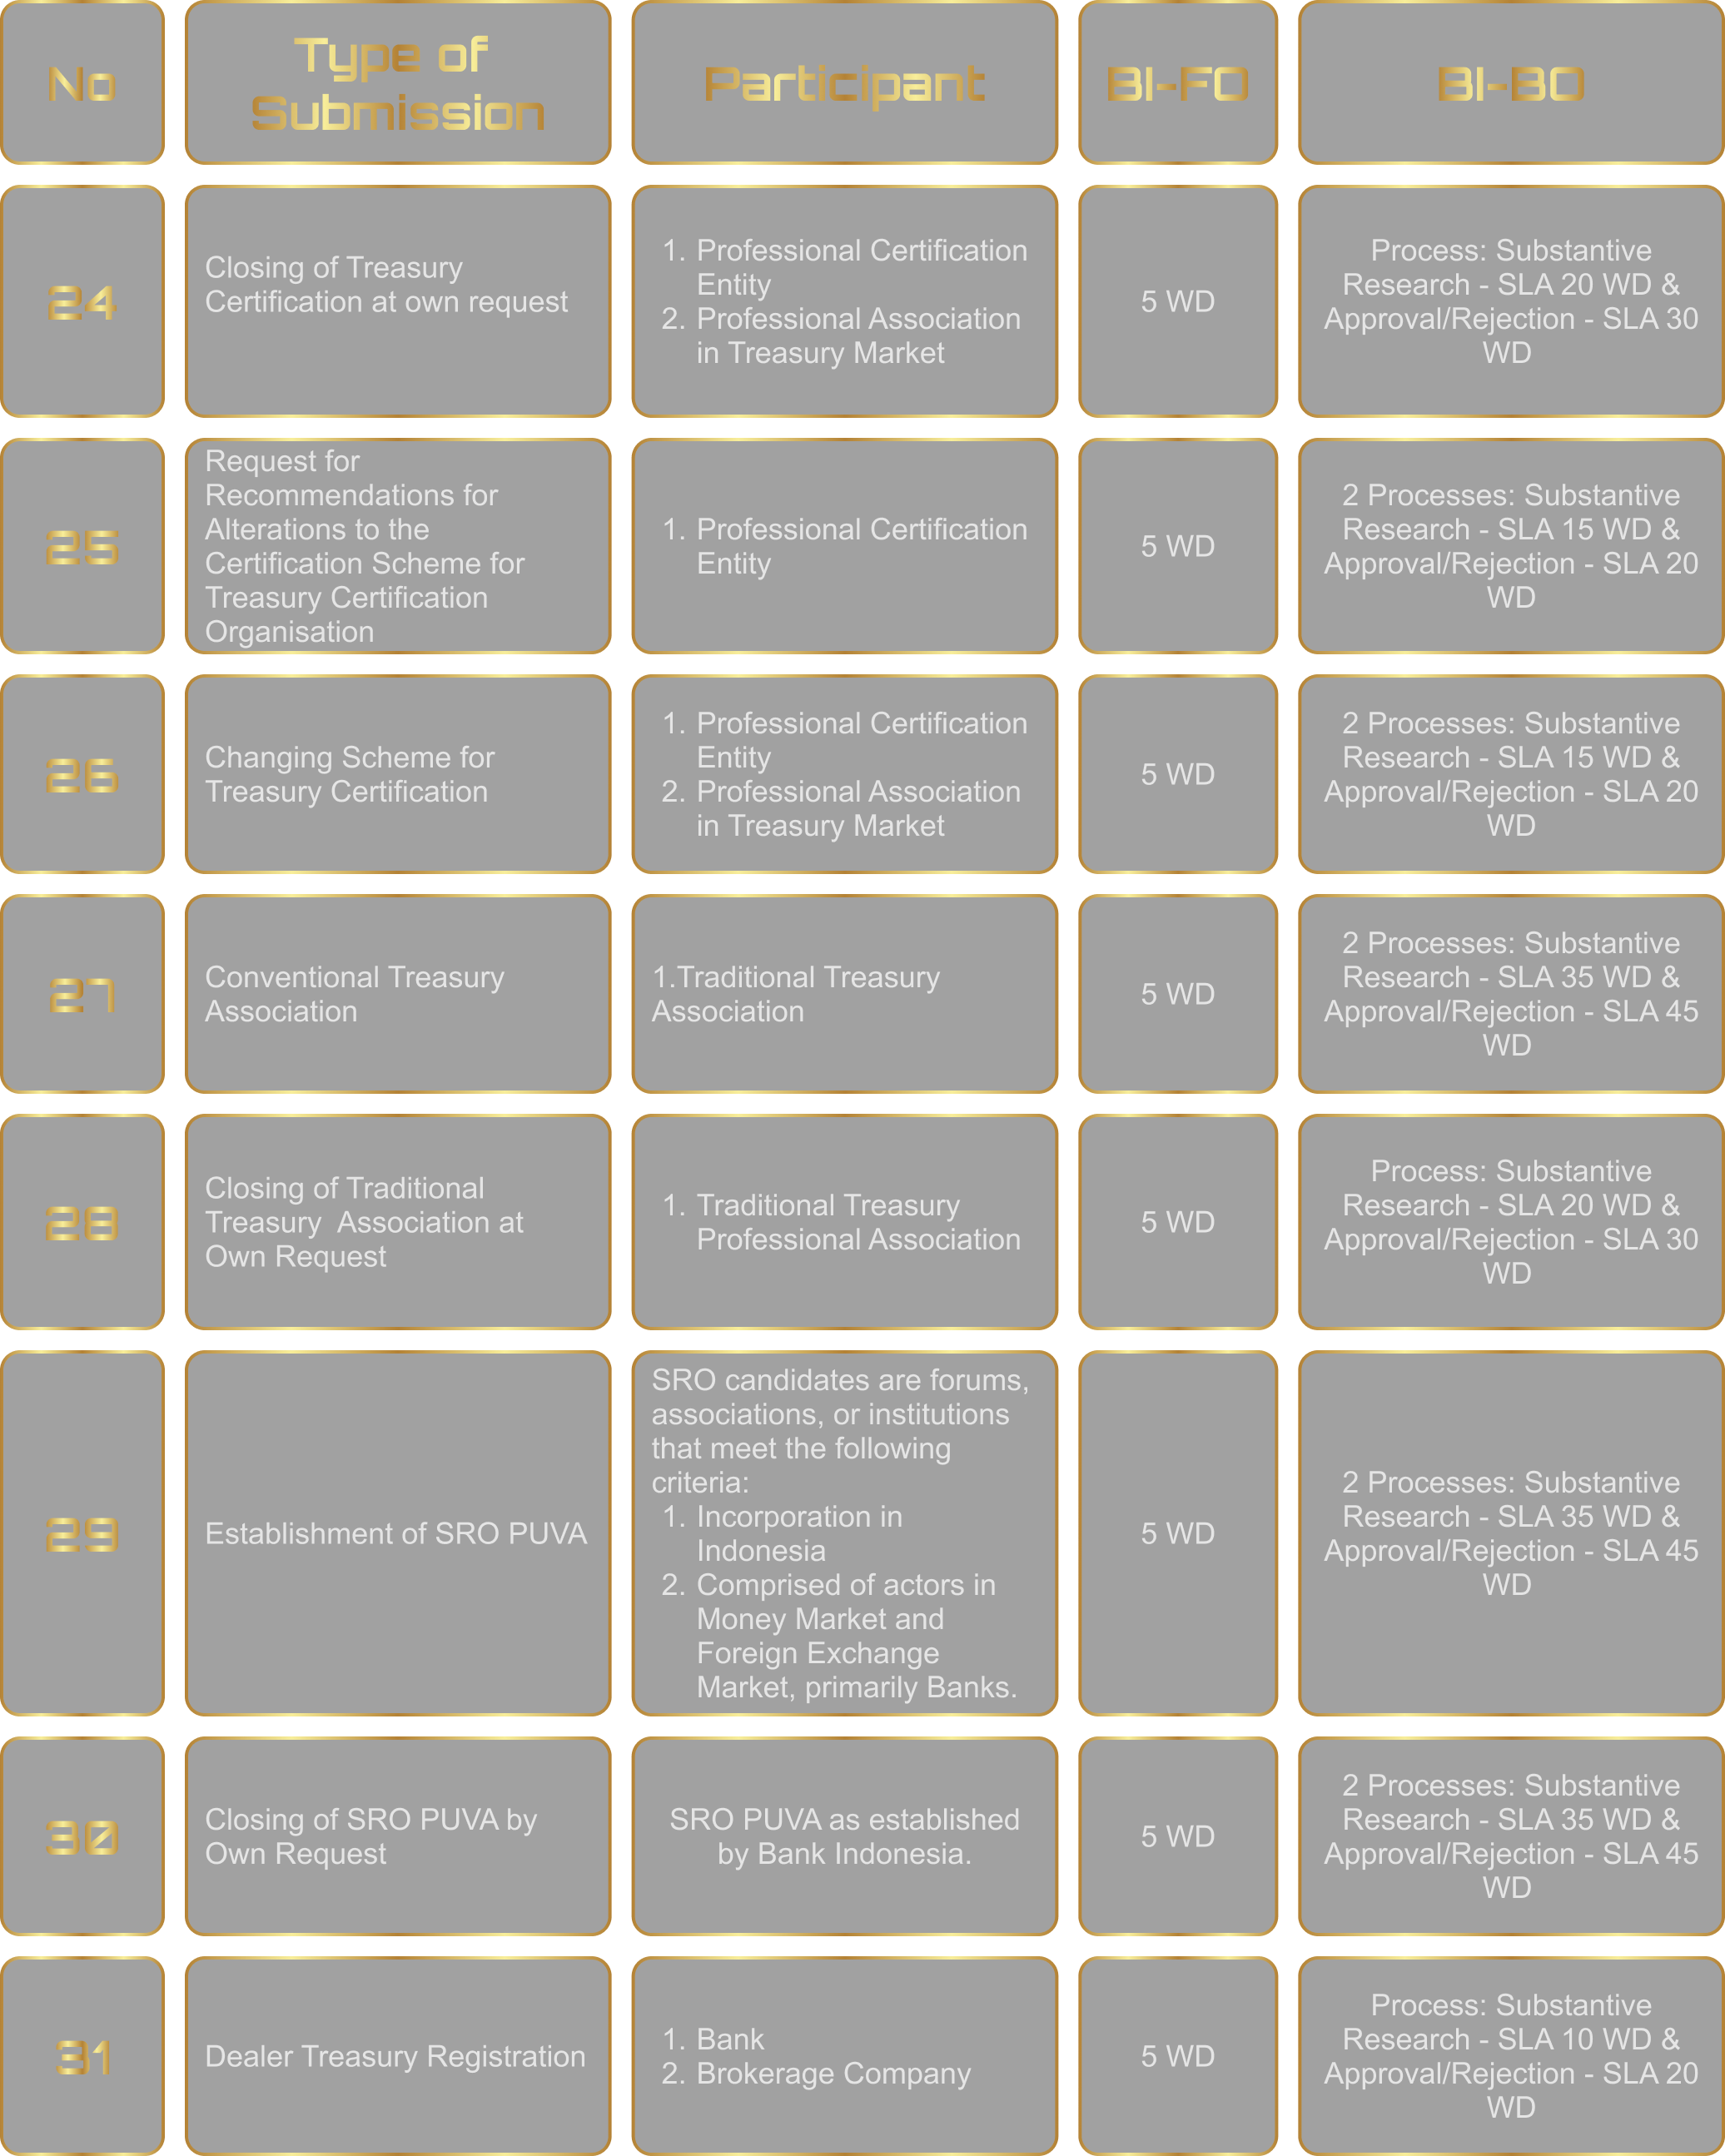 No
Type of
Submission
Participant
BI-FO
BI-BO
24
Closing of Treasury
Certification at own request
1. Professional Certification
Entity
2. Professional Association
in Treasury Market
5 WD
Process: Substantive
Research - SLA 20 WD &
Approval/Rejection - SLA 30
WD
25
Request for
Recommendations for
Alterations to the
Certification Scheme for
Treasury Certification
Organisation
1. Professional Certification
Entity
5 WD
2 Processes: Substantive
Research - SLA 15 WD &
Approval/Rejection - SLA 20
WD
26
Changing Scheme for
Treasury Certification
1. Professional Certification
Entity
2. Professional Association
in Treasury Market
5 WD
2 Processes: Substantive
Research - SLA 15 WD &
Approval/Rejection - SLA 20
WD
27
Conventional Treasury
Association
1.Traditional Treasury
Association
5 WD
2 Processes: Substantive
Research - SLA 35 WD &
Approval/Rejection - SLA 45
WD
28
Closing of Traditional
Treasury  Association at
Own Request
1. Traditional Treasury
Professional Association
5 WD
Process: Substantive
Research - SLA 20 WD &
Approval/Rejection - SLA 30
WD
29
Establishment of SRO PUVA
SRO candidates are forums,
associations, or institutions
that meet the following
criteria:
1. Incorporation in
Indonesia
2. Comprised of actors in
Money Market and
Foreign Exchange
Market, primarily Banks.
5 WD
2 Processes: Substantive
Research - SLA 35 WD &
Approval/Rejection - SLA 45
WD
30
Closing of SRO PUVA by
Own Request
SRO PUVA as established
by Bank Indonesia.
5 WD
2 Processes: Substantive
Research - SLA 35 WD &
Approval/Rejection - SLA 45
WD
31
Dealer Treasury Registration
1. Bank
2. Brokerage Company
5 WD
Process: Substantive
Research - SLA 10 WD &
Approval/Rejection - SLA 20
WD